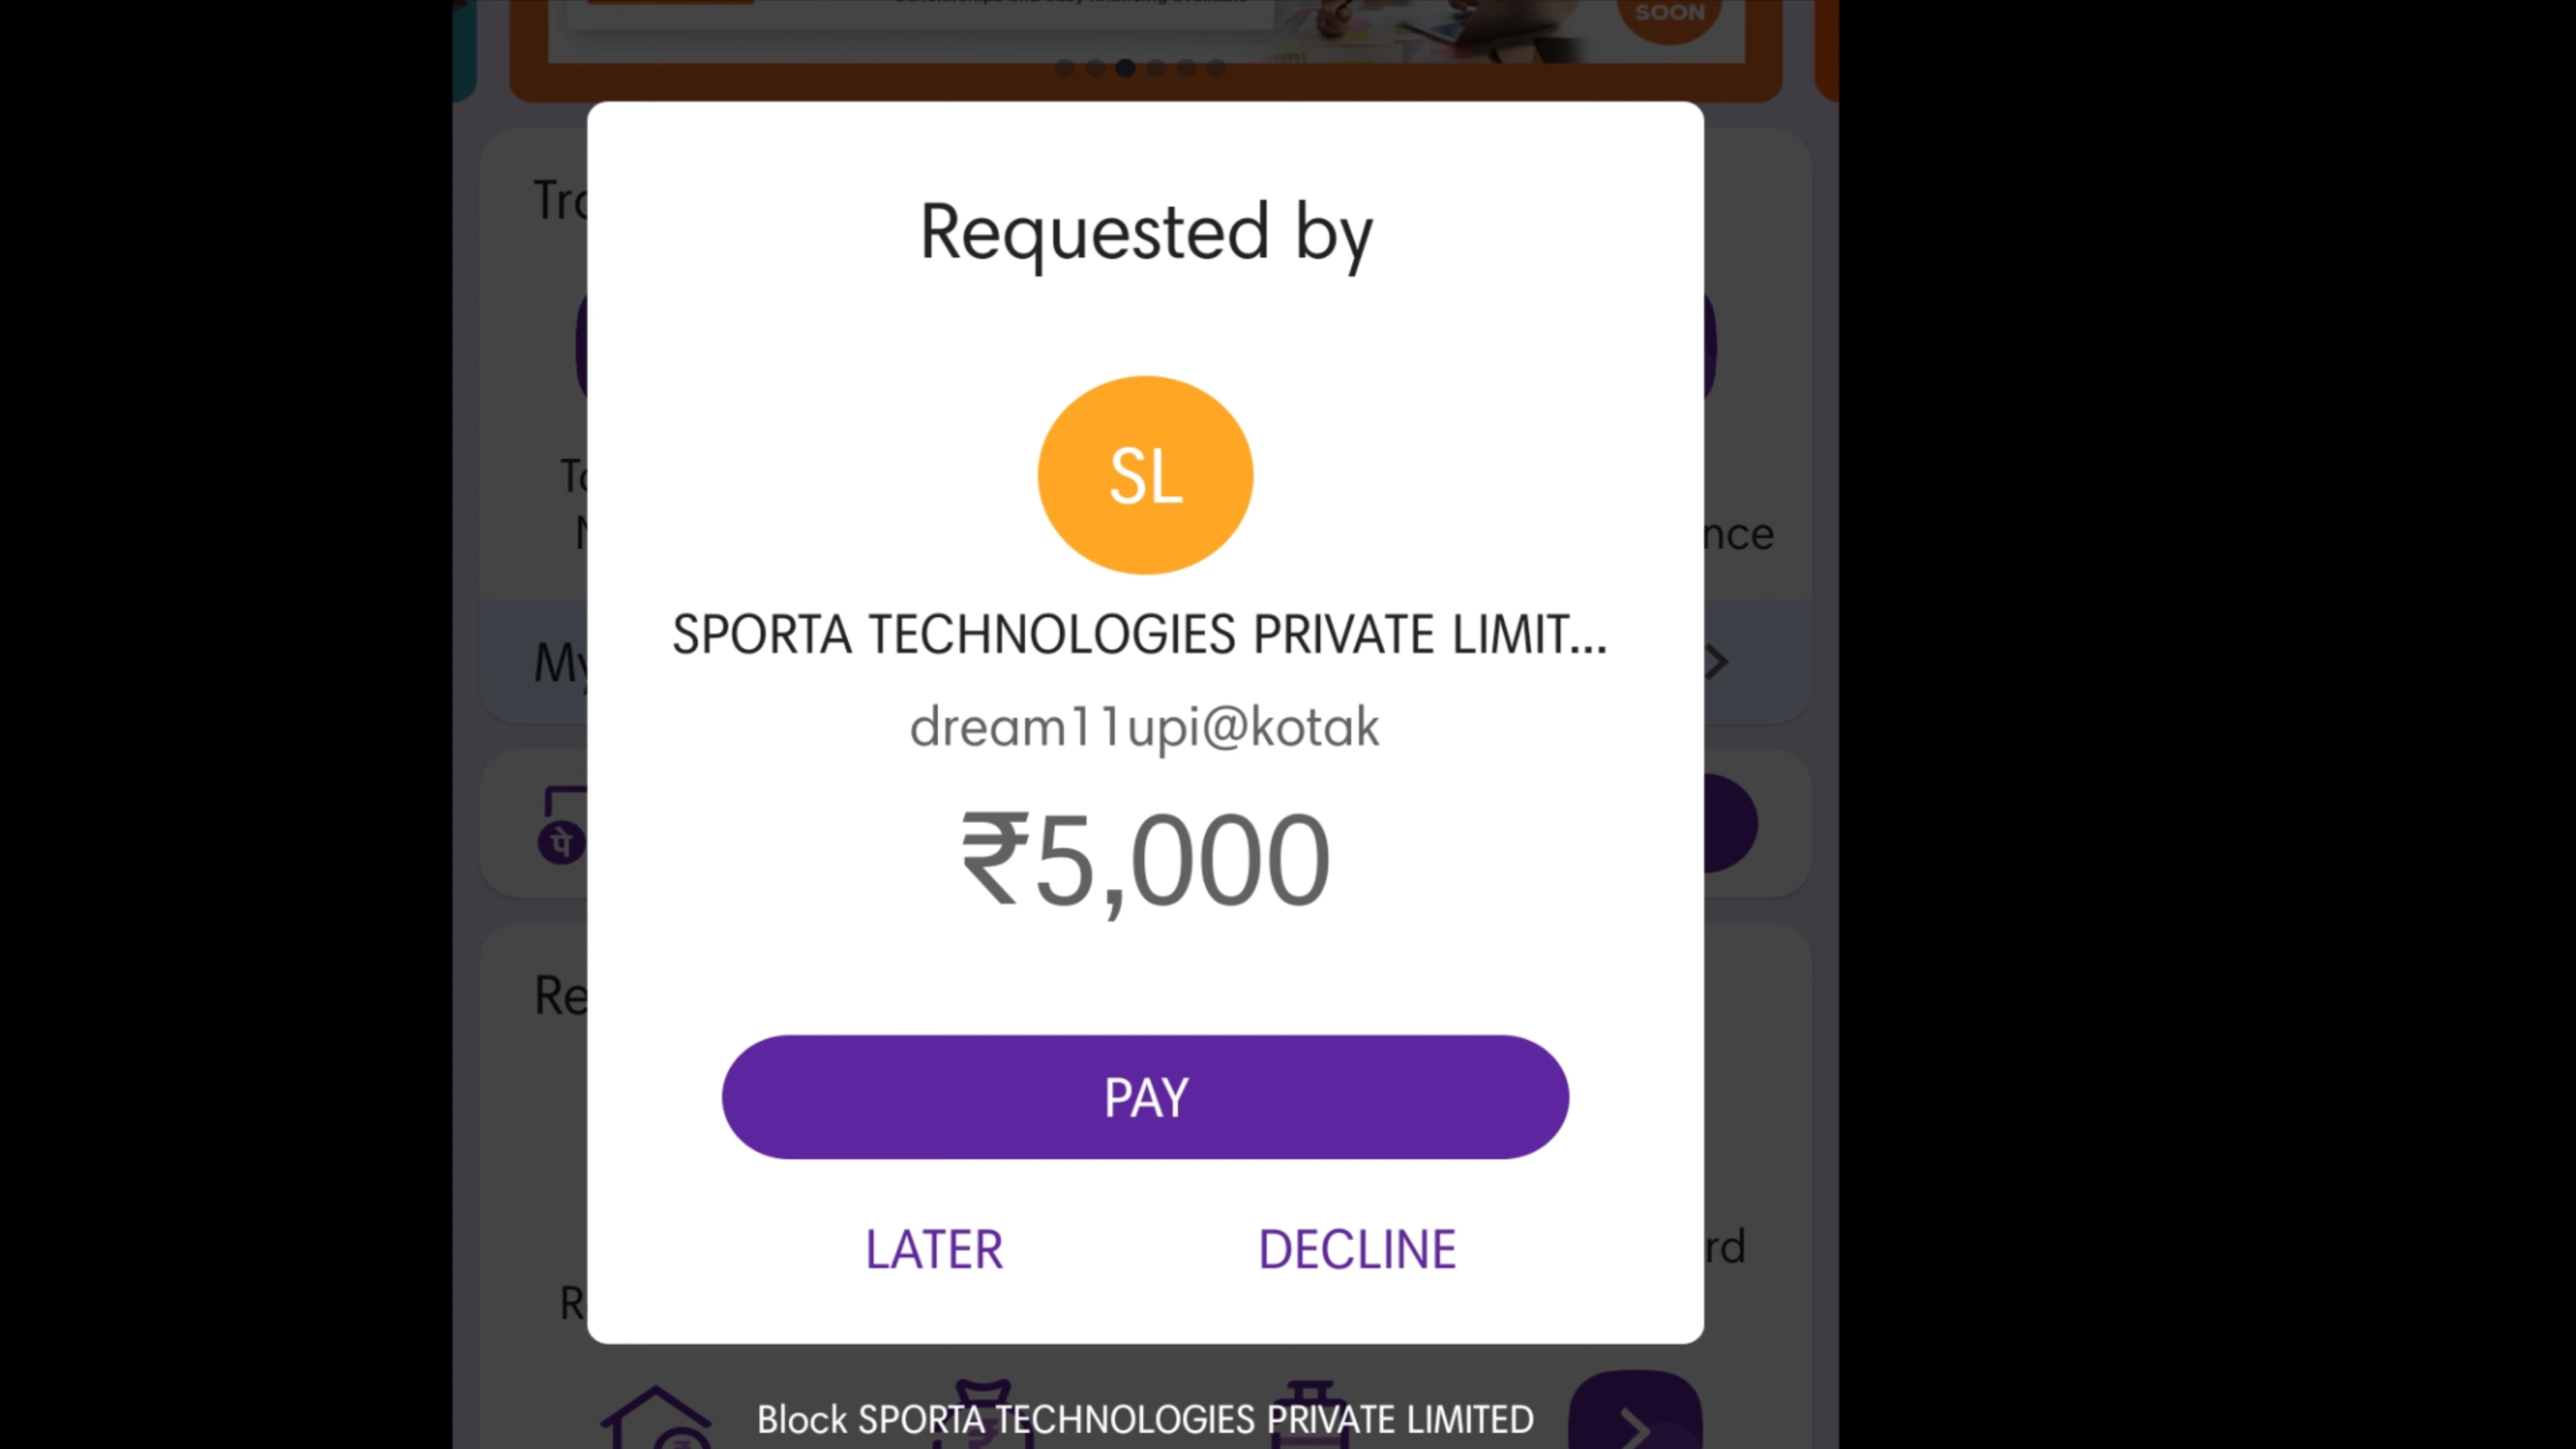 SOON
Requested by
SL
SPORTA TECHNOLOGIES PRIVATE LIMIT...
dream11upi@kotak
₹5,000
PAY
LATER
DECLINE
पे
Block SPORTA TECHNOLOGIES PRIVATE LIMITED